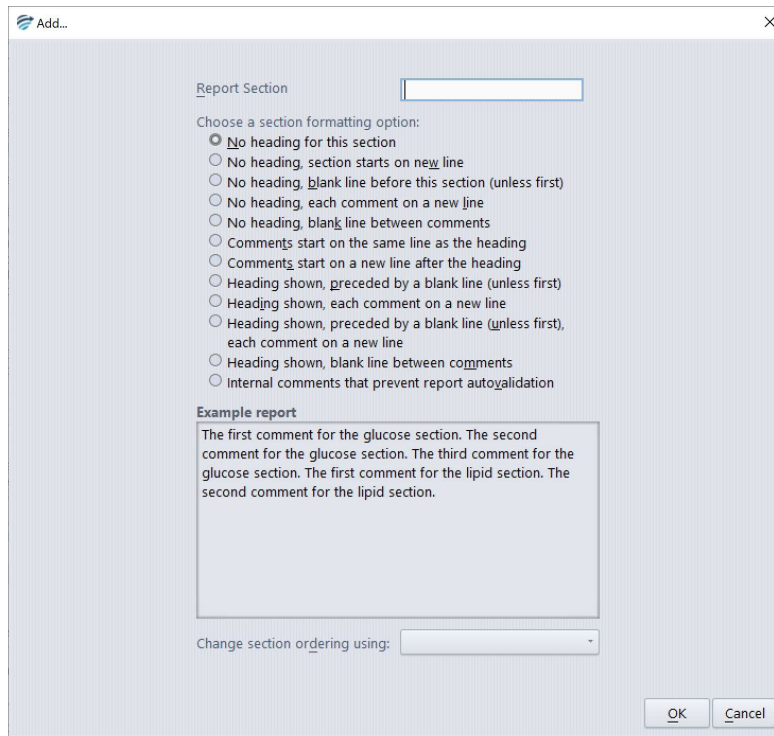 Add...
Report Section
Choose a section formatting option:
No heading for this section
No heading, section starts on new line
No heading, blank line before this section (unless first)
No heading, each comment on a new line
No heading, blank line between comments
Comments start on the same line as the heading
Comments start on a new line after the heading
Heading shown, preceded by a blank line (unless first)
Heading shown, each comment on a new line
Heading shown, preceded by a blank line (unless first),
each comment on a new line
Heading shown, blank line between comments
Internal comments that prevent report autovalidation
Example report
The first comment for the glucose section. The second
comment for the glucose section. The third comment for the
glucose section. The first comment for the lipid section. The
second comment for the lipid section.
Change section ordering using:
OK Cancel